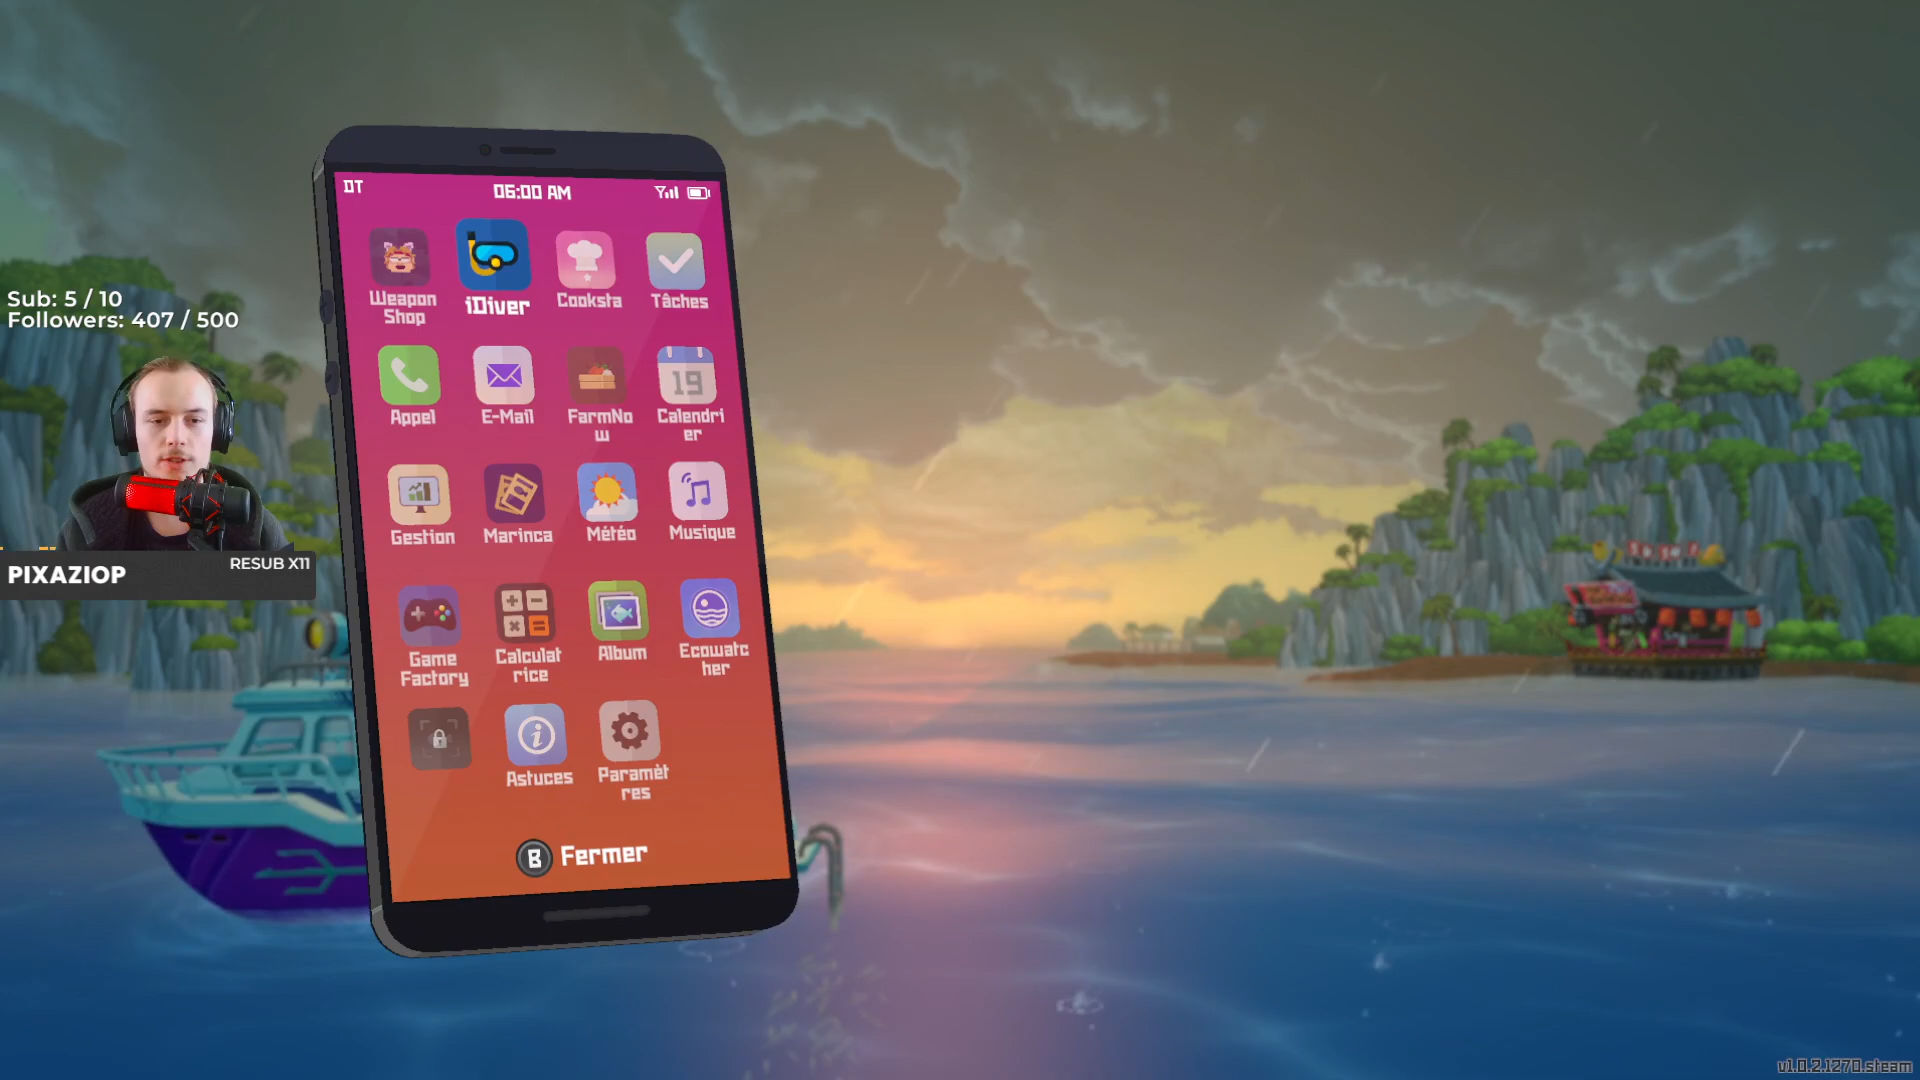 DT
06:00 AM
Weapon
Shop
iDiver
Cooksta
Tâches
Appel
E-Mail
FarmNo
w
19
Calendri
er
Gestion
Marinca
Météo
Musique
Game
Factory
Calculat
rice
Album
Ecowatc
her
Astuces
Paramèt
res
B Fermer
Sub: 5 / 10
Followers: 407 / 500
PIXAZIOP
RESUB X11
v1.0.2.1270.steam